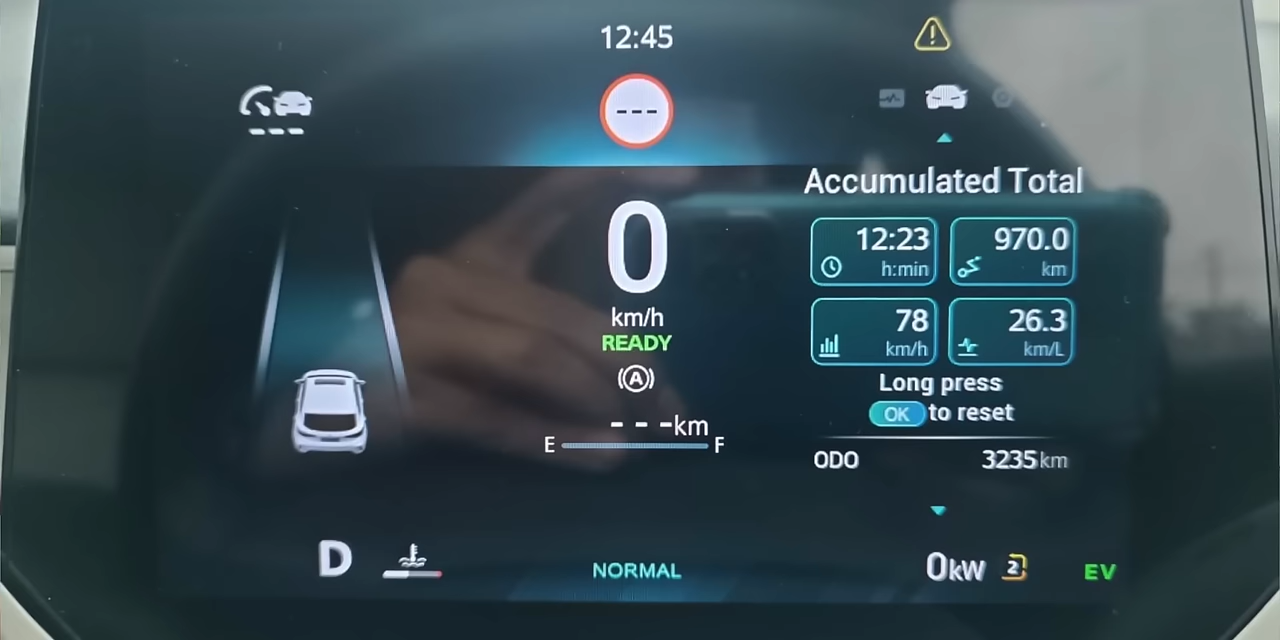 12:45
---
---
Accumulated Total
12:23
h:min
970.0
km
0
km/h
READY
A
78
km/h
26.3
km/L
Long press
OK to reset
--- km
E F
ODO 3235 km
D
NORMAL
0 kW
2
EV